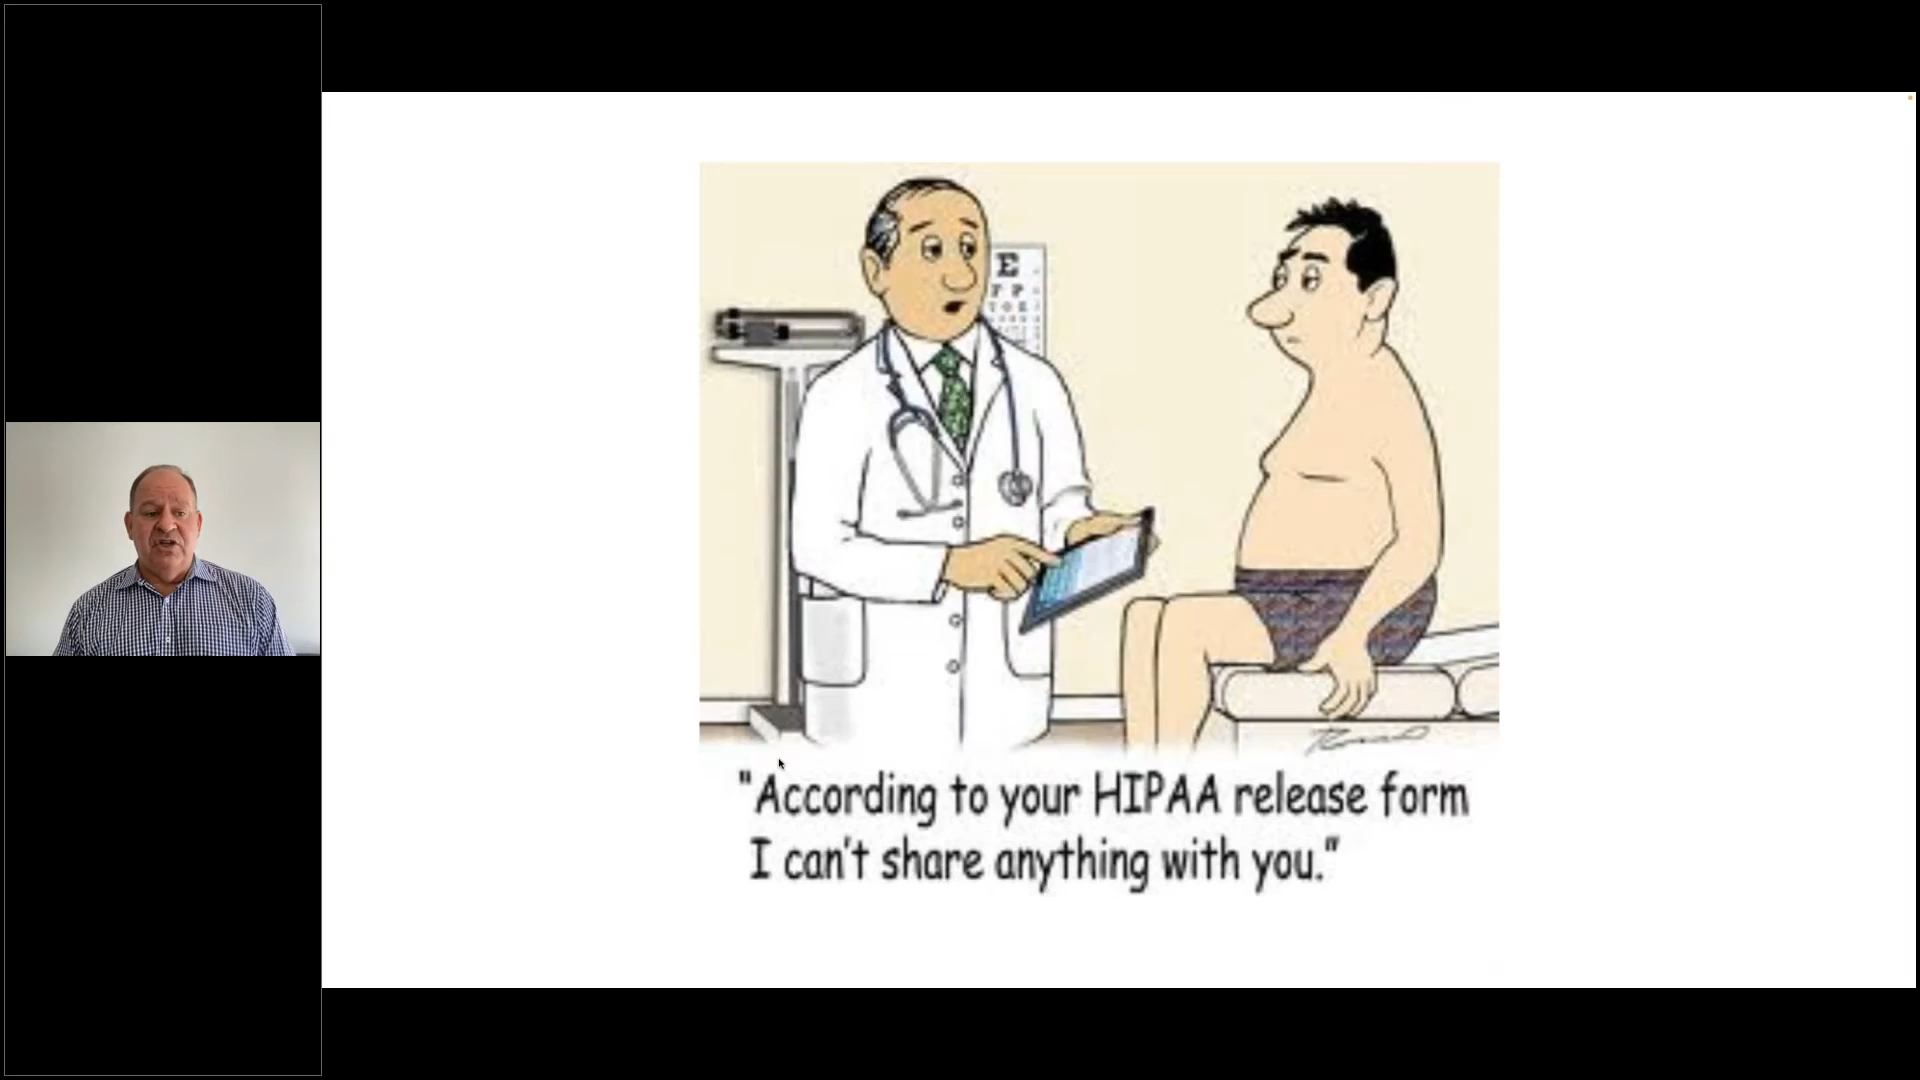 E
F P
T O Z
"According to your HIPAA release form
I can't share anything with you."